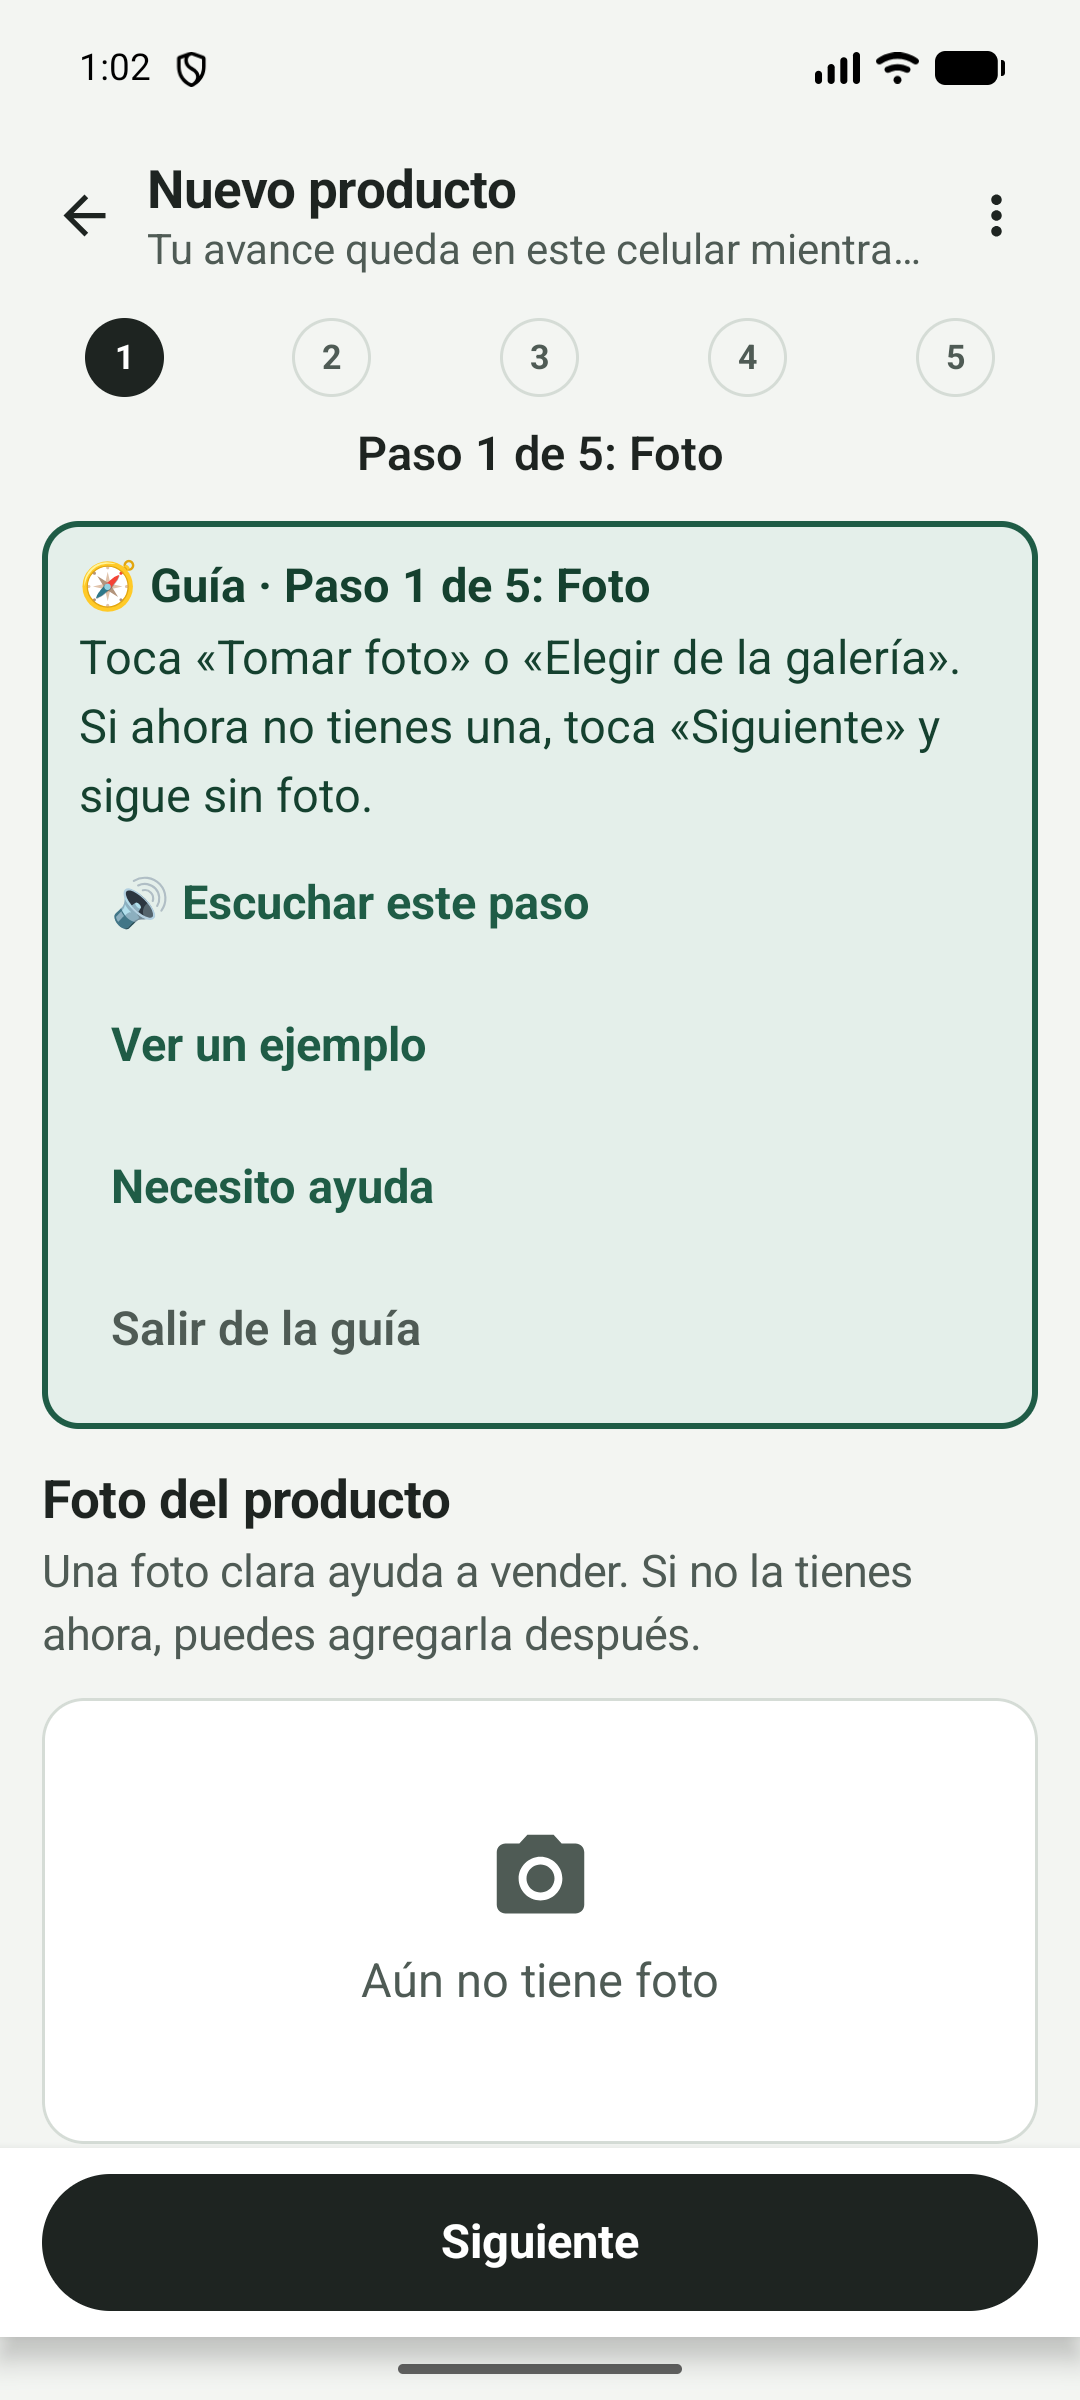 1:02
Nuevo producto
Tu avance queda en este celular mientra...
1
2
3
4
5
Paso 1 de 5: Foto
Guía · Paso 1 de 5: Foto
Toca «Tomar foto» o «Elegir de la galería».
Si ahora no tienes una, toca «Siguiente» y
sigue sin foto.
Escuchar este paso
Ver un ejemplo
Necesito ayuda
Salir de la guía
Foto del producto
Una foto clara ayuda a vender. Si no la tienes
ahora, puedes agregarla después.
Aún no tiene foto
Siguiente